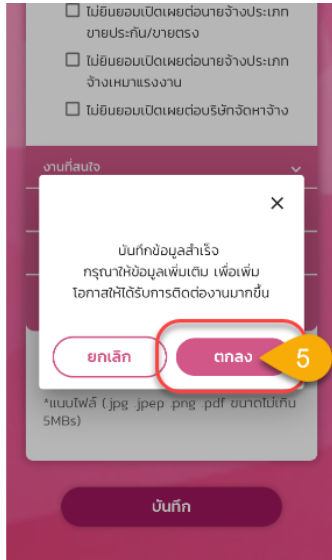 ไม่ยินยอมเปิดเผยต่อนายจ้างประเภท
ขายประกัน/ขายตรง
ไม่ยินยอมเปิดเผยต่อนายจ้างประเภท
จ้างเหมาแรงงาน
ไม่ยินยอมเปิดเผยต่อบริษัทจัดหาจ้าง
งานที่สนใจ
บันทึกข้อมูลสำเร็จ
กรุณาให้ข้อมูลเพิ่มเติม เพื่อเพิ่ม
โอกาสให้ได้รับการติดต่องานมากขึ้น
ยกเลิก
ตกลง
5
*แนบไฟล์ ( jpg .jpep .png .pdf ขนาดไม่เกิน
5MBs)
บันทึก